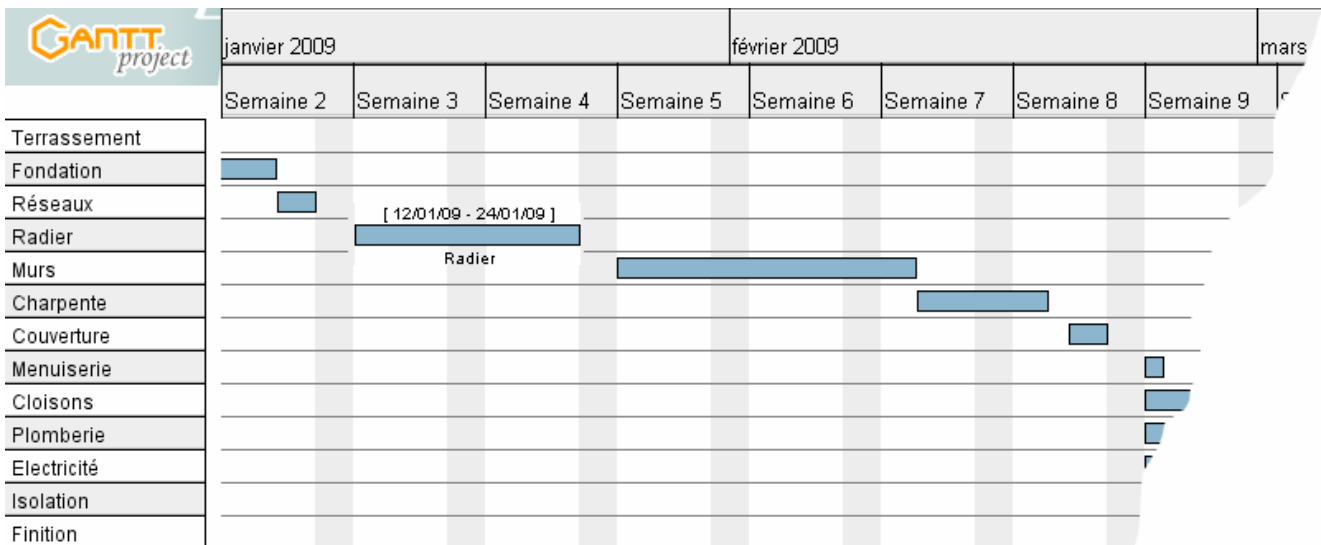 GANTT
project
janvier 2009 février 2009 mars
Semaine 2 Semaine 3 Semaine 4 Semaine 5 Semaine 6 Semaine 7 Semaine 8 Semaine 9
Terrassement
Fondation
Réseaux
[ 12/01/09 - 24/01/09 ]
Radier
Radier
Murs
Charpente
Couverture
Menuiserie
Cloisons
Plomberie
Electricité
Isolation
Finition